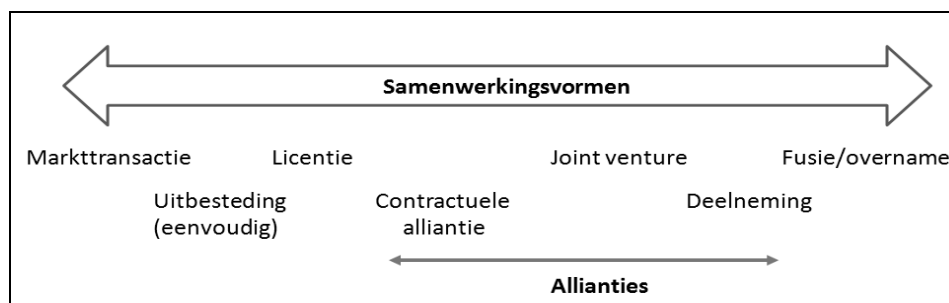 Samenwerkingsvormen
Markttransactie Licentie Joint venture Fusie/overname
Uitbesteding Contractuele Deelneming
(eenvoudig) alliantie
Allianties